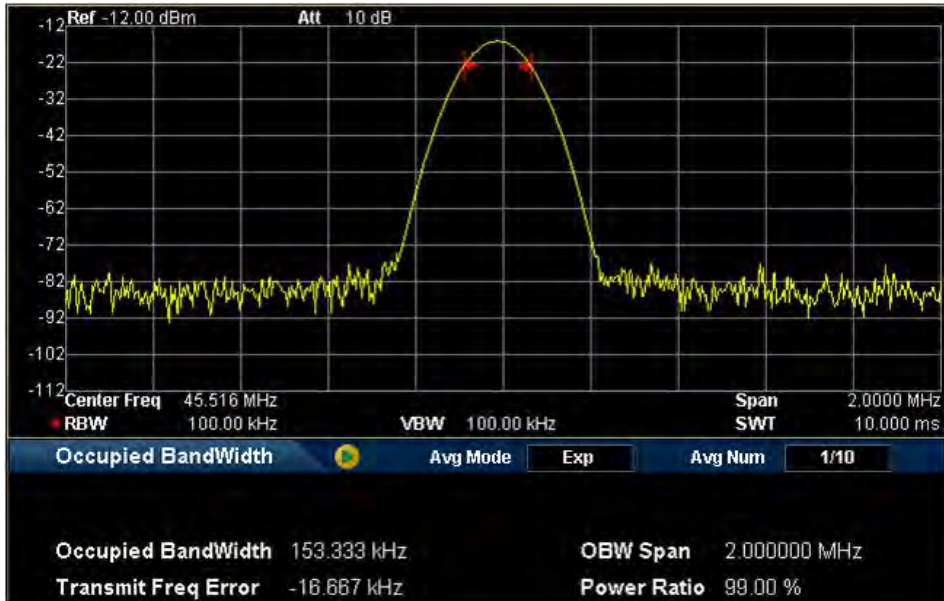 Ref -12.00 dBm Att 10 dB
-12
-22
-32
-42
-52
-62
-72
-82
-92
-102
-112
Center Freq 45.516 MHz Span 2.0000 MHz
RBW 100.00 kHz VBW 100.00 kHz SWT 10.000 ms
Occupied BandWidth Avg Mode Exp Avg Num 1/10
Occupied BandWidth 153.333 kHz OBW Span 2.000000 MHz
Transmit Freq Error -16.667 kHz Power Ratio 99.00 %